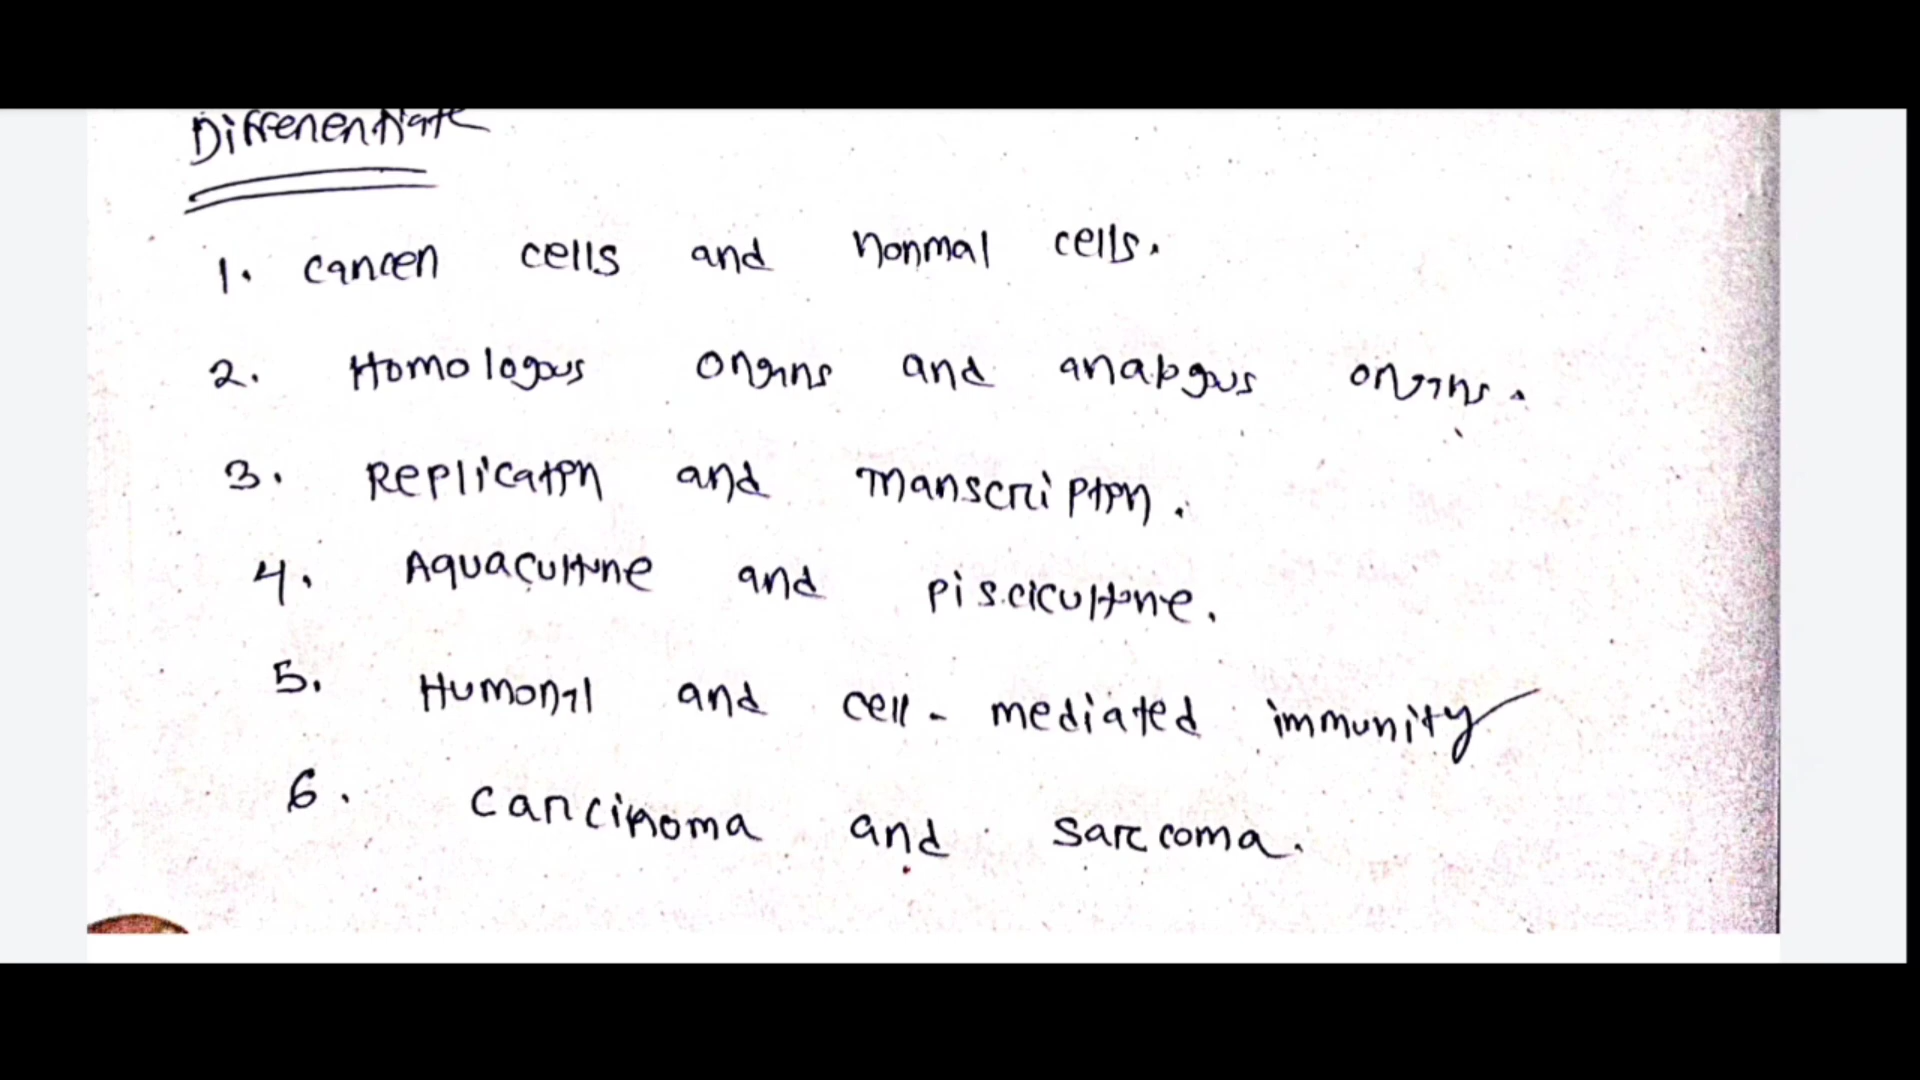 Differentiate
1. cancer cells and normal cells.
2. Homologous organs and analogous organs.
3. Replication and Transcription.
4. Aquaculture and pisciculture.
5. Humoral and cell-mediated immunity
6. carcinoma and sarcoma.